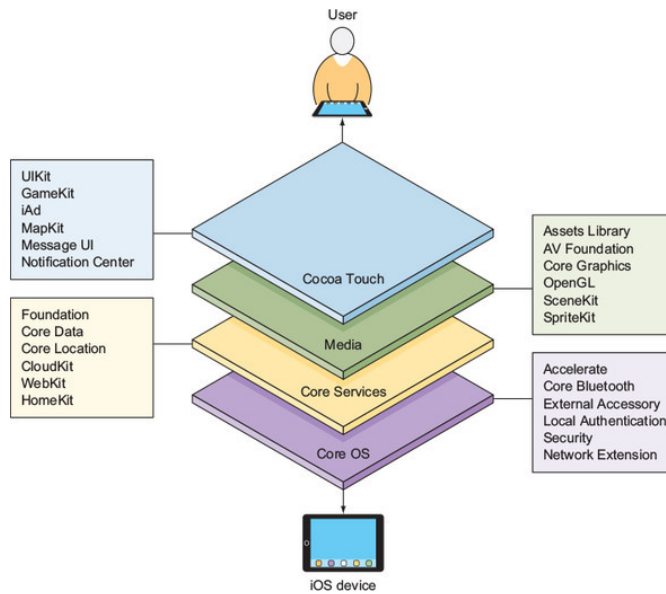 User
UIKit
GameKit
iAd
MapKit
Message UI
Notification Center
Cocoa Touch
Assets Library
AV Foundation
Core Graphics
OpenGL
SceneKit
SpriteKit
Media
Foundation
Core Data
Core Location
CloudKit
WebKit
HomeKit
Core Services
Accelerate
Core Bluetooth
External Accessory
Local Authentication
Security
Network Extension
Core OS
iOS device